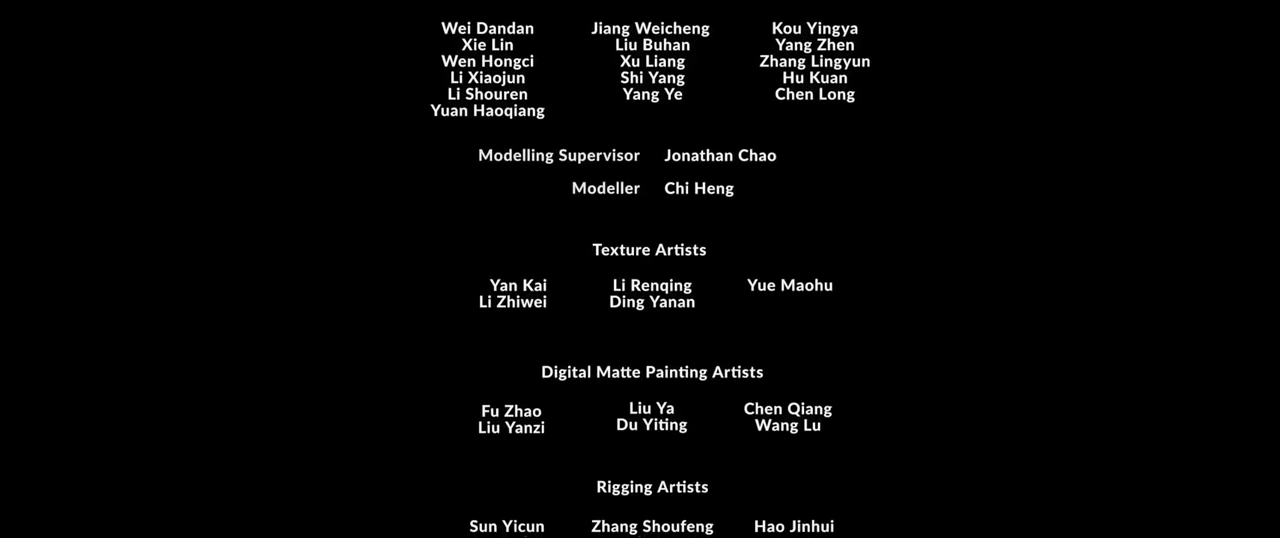 Wei Dandan Jiang Weicheng Kou Yingya
Xie Lin Liu Buhan Yang Zhen
Wen Hongci Xu Liang Zhang Lingyun
Li Xiaojun Shi Yang Hu Kuan
Li Shouren Yang Ye Chen Long
Yuan Haoqiang
Modelling Supervisor Jonathan Chao
Modeller Chi Heng
Texture Artists
Yan Kai Li Renqing Yue Maohu
Li Zhiwei Ding Yanan
Digital Matte Painting Artists
Fu Zhao Liu Ya Chen Qiang
Liu Yanzi Du Yiting Wang Lu
Rigging Artists
Sun Yicun Zhang Shoufeng Hao Jinhui